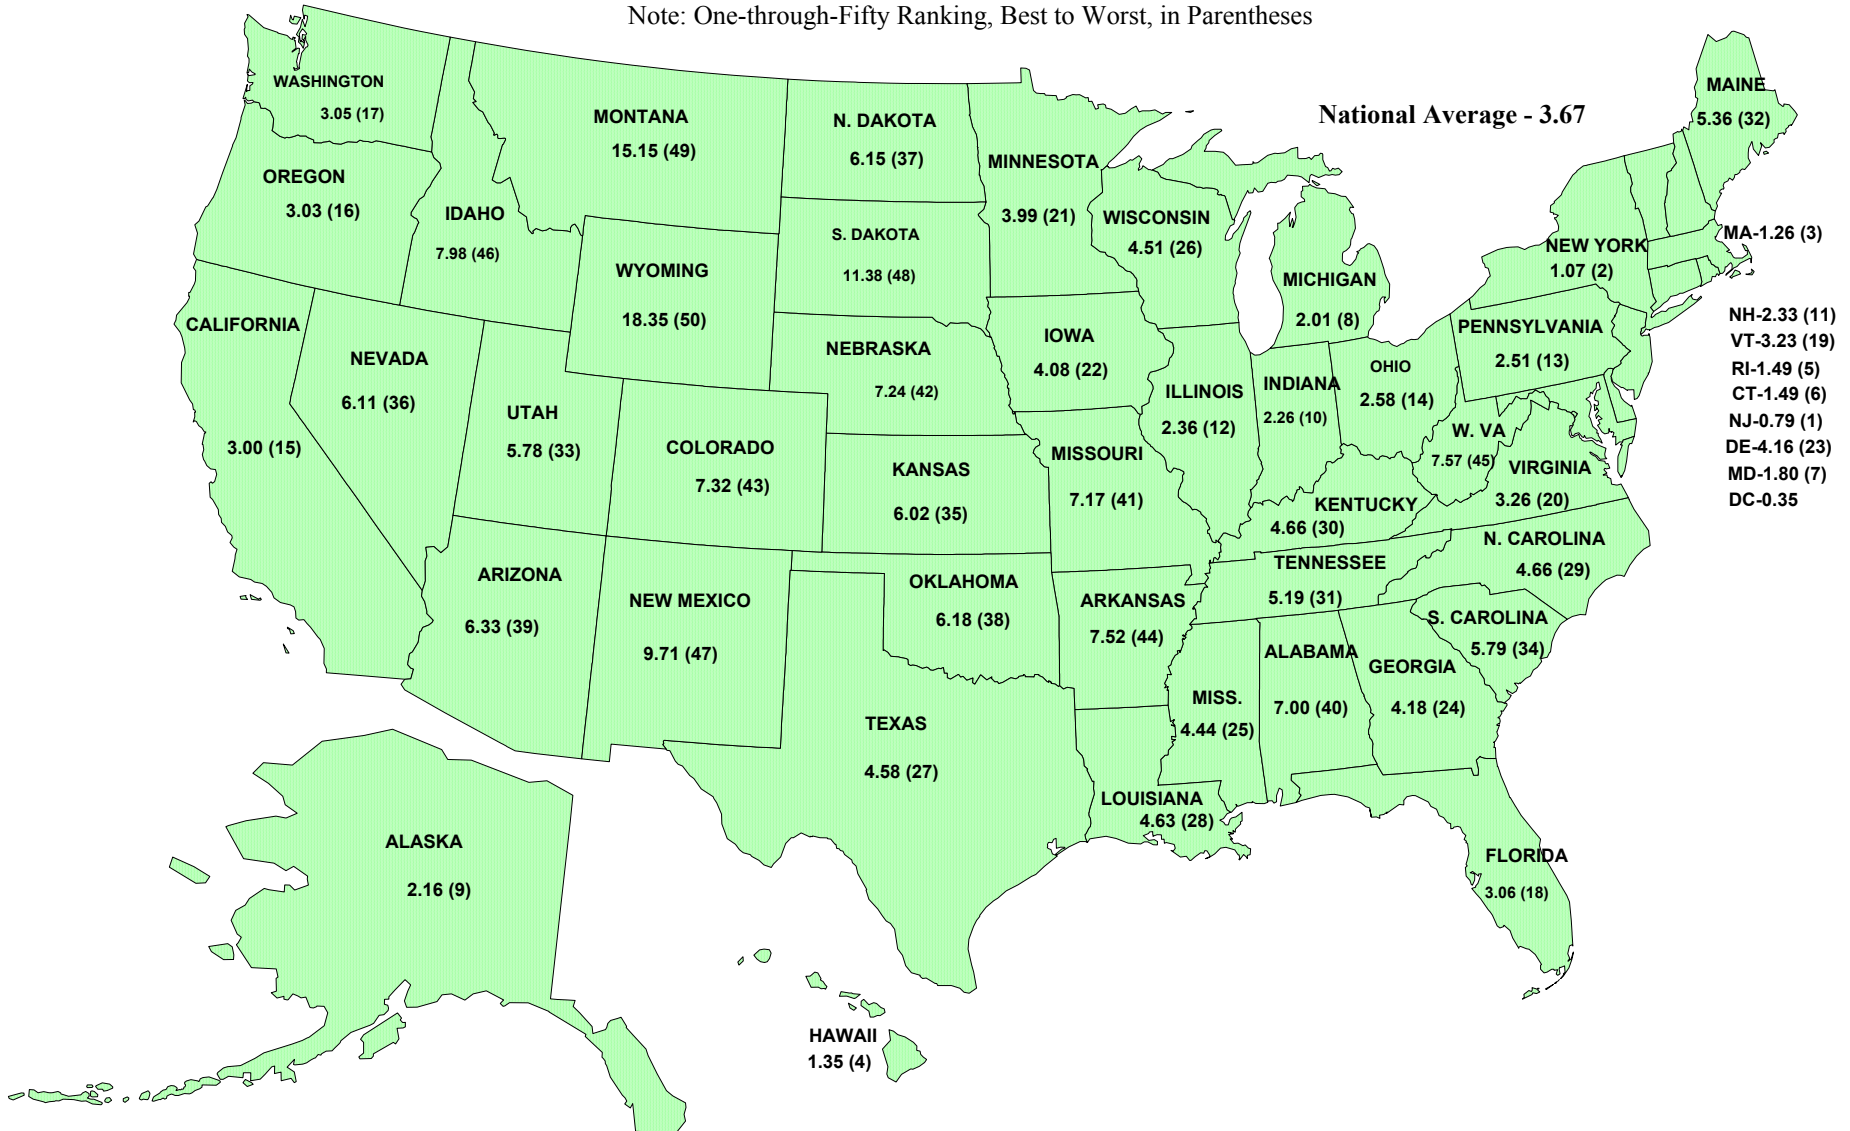 Note: One-through-Fifty Ranking, Best to Worst, in Parentheses
National Average - 3.67
WASHINGTON
3.05 (17)
OREGON
3.03 (16)
CALIFORNIA
3.00 (15)
IDAHO
7.98 (46)
NEVADA
6.11 (36)
MONTANA
15.15 (49)
WYOMING
18.35 (50)
UTAH
5.78 (33)
COLORADO
7.32 (43)
ARIZONA
6.33 (39)
NEW MEXICO
9.71 (47)
N. DAKOTA
6.15 (37)
S. DAKOTA
11.38 (48)
NEBRASKA
7.24 (42)
KANSAS
6.02 (35)
OKLAHOMA
6.18 (38)
TEXAS
4.58 (27)
MINNESOTA
3.99 (21)
IOWA
4.08 (22)
MISSOURI
7.17 (41)
ARKANSAS
7.52 (44)
LOUISIANA
4.63 (28)
WISCONSIN
4.51 (26)
ILLINOIS
2.36 (12)
MICHIGAN
2.01 (8)
INDIANA
2.26 (10)
OHIO
2.58 (14)
KENTUCKY
4.66 (30)
TENNESSEE
5.19 (31)
MISS.
4.44 (25)
ALABAMA
7.00 (40)
GEORGIA
4.18 (24)
FLORIDA
3.06 (18)
S. CAROLINA
5.79 (34)
N. CAROLINA
4.66 (29)
VIRGINIA
3.26 (20)
W. VA
7.57 (45)
PENNSYLVANIA
2.51 (13)
NEW YORK
1.07 (2)
MAINE
5.36 (32)
MA-1.26 (3)
NH-2.33 (11)
VT-3.23 (19)
RI-1.49 (5)
CT-1.49 (6)
NJ-0.79 (1)
DE-4.16 (23)
MD-1.80 (7)
DC-0.35
ALASKA
2.16 (9)
HAWAII
1.35 (4)